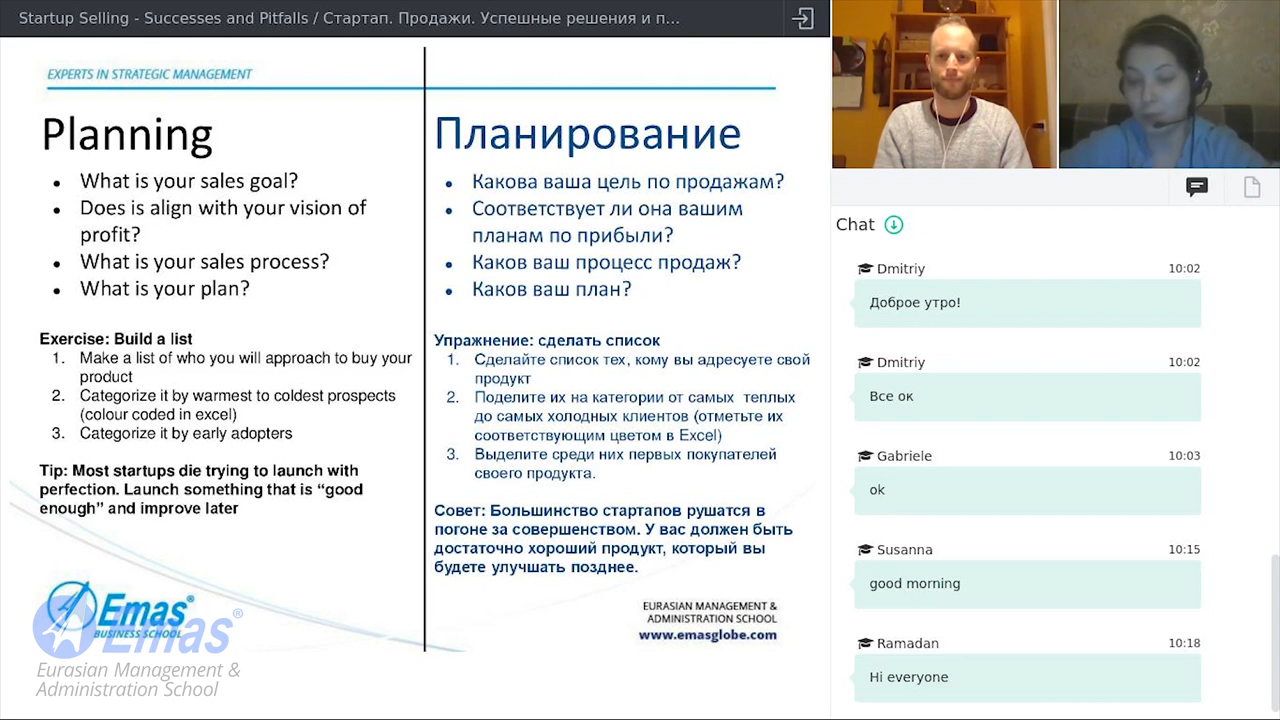 Startup Selling - Successes and Pitfalls / Стартап. Продажи. Успешные решения и п...
EXPERTS IN STRATEGIC MANAGEMENT
Planning
What is your sales goal?
Does is align with your vision of
profit?
What is your sales process?
What is your plan?
Exercise: Build a list
1. Make a list of who you will approach to buy your
product
2. Categorize it by warmest to coldest prospects
(colour coded in excel)
3. Categorize it by early adopters
Tip: Most startups die trying to launch with
perfection. Launch something that is “good
enough” and improve later
Emas®
BUSINESS SCHOOL
Emas®
Eurasian Management &
Administration School
Планирование
Какова ваша цель по продажам?
Соответствует ли она вашим
планам по прибыли?
Каков ваш процесс продаж?
Каков ваш план?
Упражнение: сделать список
1. Сделайте список тех, кому вы адресуете свой
продукт
2. Поделите их на категории от самых теплых
до самых холодных клиентов (отметьте их
соответствующим цветом в Excel)
3. Выделите среди них первых покупателей
своего продукта.
Совет: Большинство стартапов рушатся в
погоне за совершенством. У вас должен быть
достаточно хороший продукт, который вы
будете улучшать позднее.
EURASIAN MANAGEMENT &
ADMINISTRATION SCHOOL
www.emasglobe.com
Chat
Dmitriy 10:02
Доброе утро!
Dmitriy 10:02
Все ок
Gabriele 10:03
ok
Susanna 10:15
good morning
Ramadan 10:18
Hi everyone